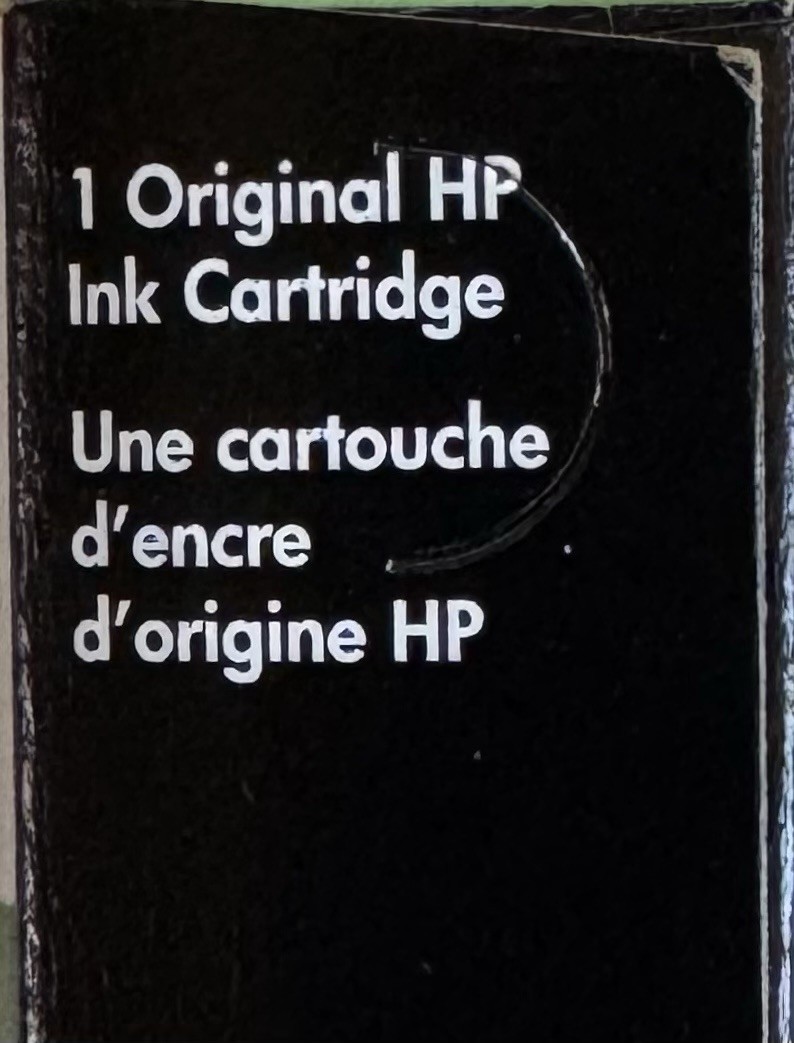 1 Original HP
Ink Cartridge
Une cartouche
d'encre
d'origine HP